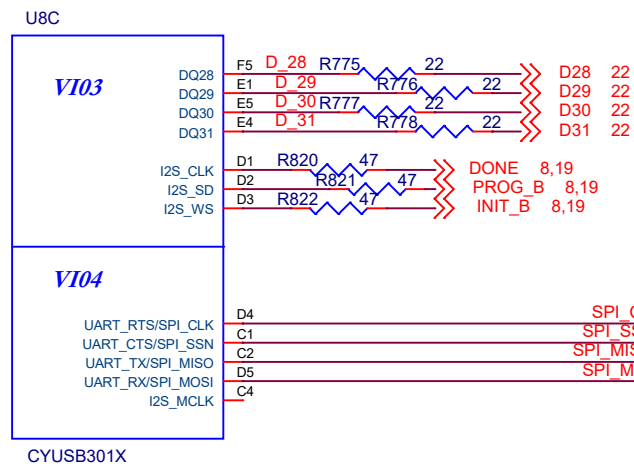 U8C
VI03
DQ28 F5 D_28 R775 22 D28 22
DQ29 E1 D_29 R776 22 D29 22
DQ30 E5 D_30 R777 22 D30 22
DQ31 E4 D_31 R778 22 D31 22
I2S_CLK D1 R820 47 DONE 8,19
I2S_SD D2 R821 47 PROG_B 8,19
I2S_WS D3 R822 47 INIT_B 8,19
VI04
UART_RTS/SPI_CLK D4
UART_CTS/SPI_SSN C1
UART_TX/SPI_MISO C2
UART_RX/SPI_MOSI D5
I2S_MCLK C4
CYUSB301X